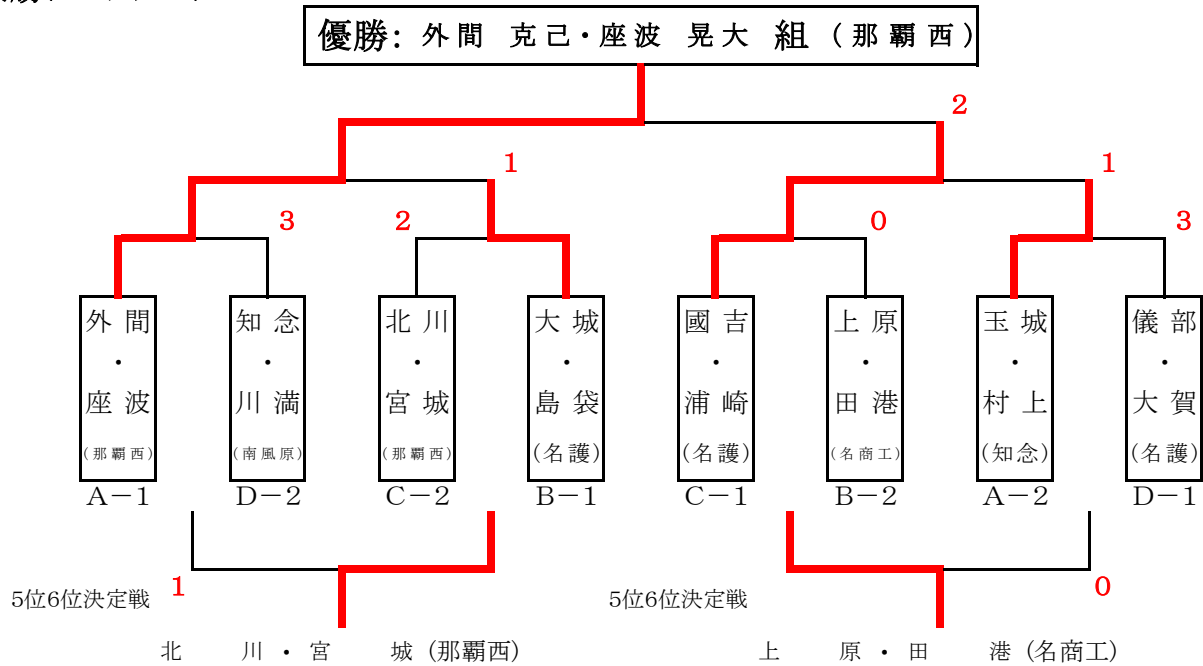 優勝: 外間 克己・座波 晃大 組 (那覇西)
2
1 1
3 2 0 3
外間・座波 (那覇西) A-1
知念・川満 (南風原) D-2
北川・宮城 (那覇西) C-2
大城・島袋 (名護) B-1
國吉・浦崎 (名護) C-1
上原・田港 (名商工) B-2
玉城・村上 (知念) A-2
儀部・大賀 (名護) D-1
5位6位決定戦 1 5位6位決定戦 0
北 川・宮 城 (那覇西) 上 原・田 港 (名商工)